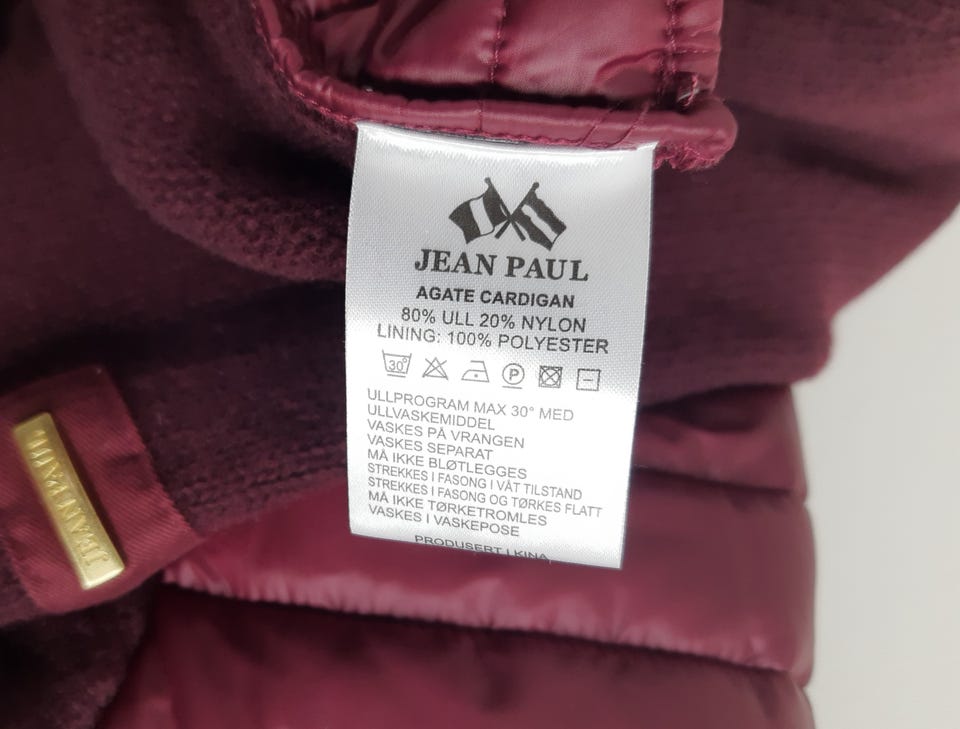 JEAN PAUL
AGATE CARDIGAN
80% ULL 20% NYLON
LINING: 100% POLYESTER
30°
P
ULLPROGRAM MAX 30° MED
ULLVASKEMIDDEL
VASKES PÅ VRANGEN
VASKES SEPARAT
MÅ IKKE BLØTLEGGES
STREKKES I FASONG I VÅT TILSTAND
STREKKES I FASONG OG TØRKES FLATT
MÅ IKKE TØRKETROMLES
VASKES I VASKEPOSE
PRODUSERT I KINA
JEAN PAUL